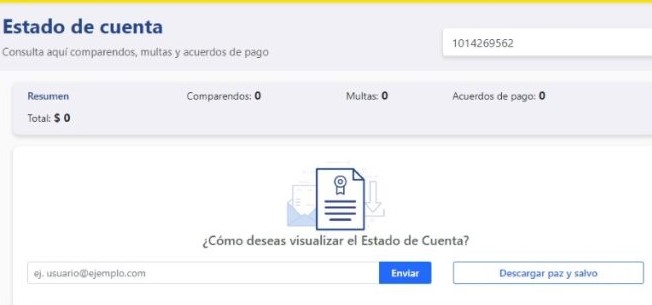 Estado de cuenta
Consulta aquí comparendos, multas y acuerdos de pago
1014269562
Resumen Comparendos: 0 Multas: 0 Acuerdos de pago: 0
Total: $ 0
¿Cómo deseas visualizar el Estado de Cuenta?
ej. usuario@ejemplo.com Enviar Descargar paz y salvo